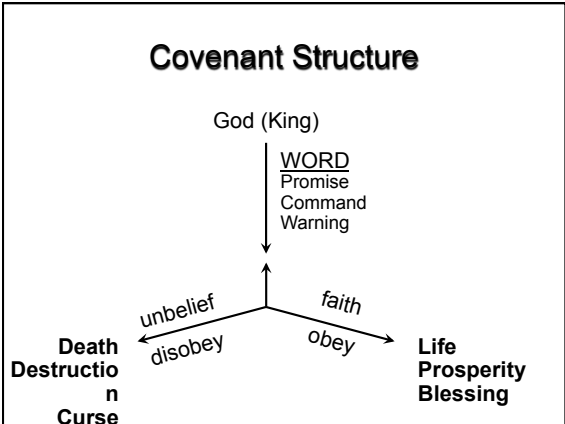 Covenant Structure
God (King)
WORD
Promise
Command
Warning
unbelief
disobey
faith
obey
Death
Destructio
n
Curse
Life
Prosperity
Blessing